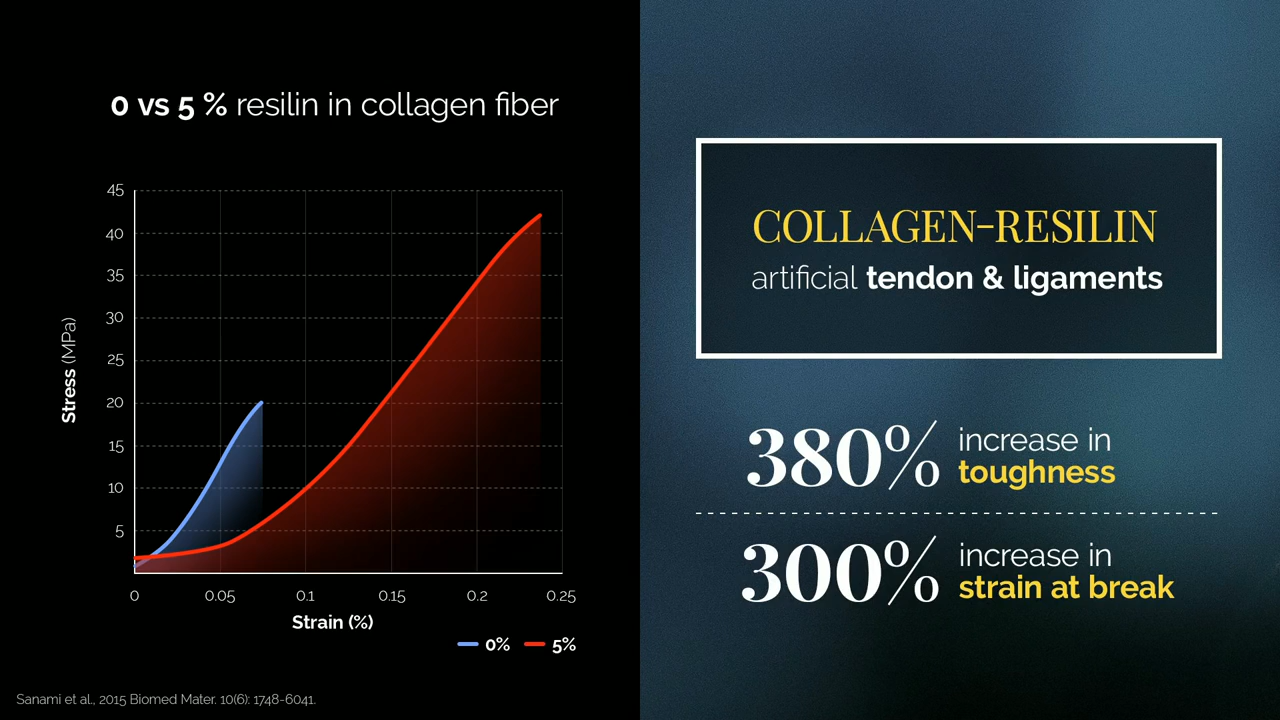 0 vs 5 % resilin in collagen fiber
45
40
35
30
25
20
15
10
5
Stress (MPa)
0 0.05 0.1 0.15 0.2 0.25
Strain (%)
0% 5%
Sanami et al., 2015 Biomed Mater. 10(6): 1748-6041.
COLLAGEN-RESILIN
artificial tendon & ligaments
380% increase in
toughness
300% increase in
strain at break